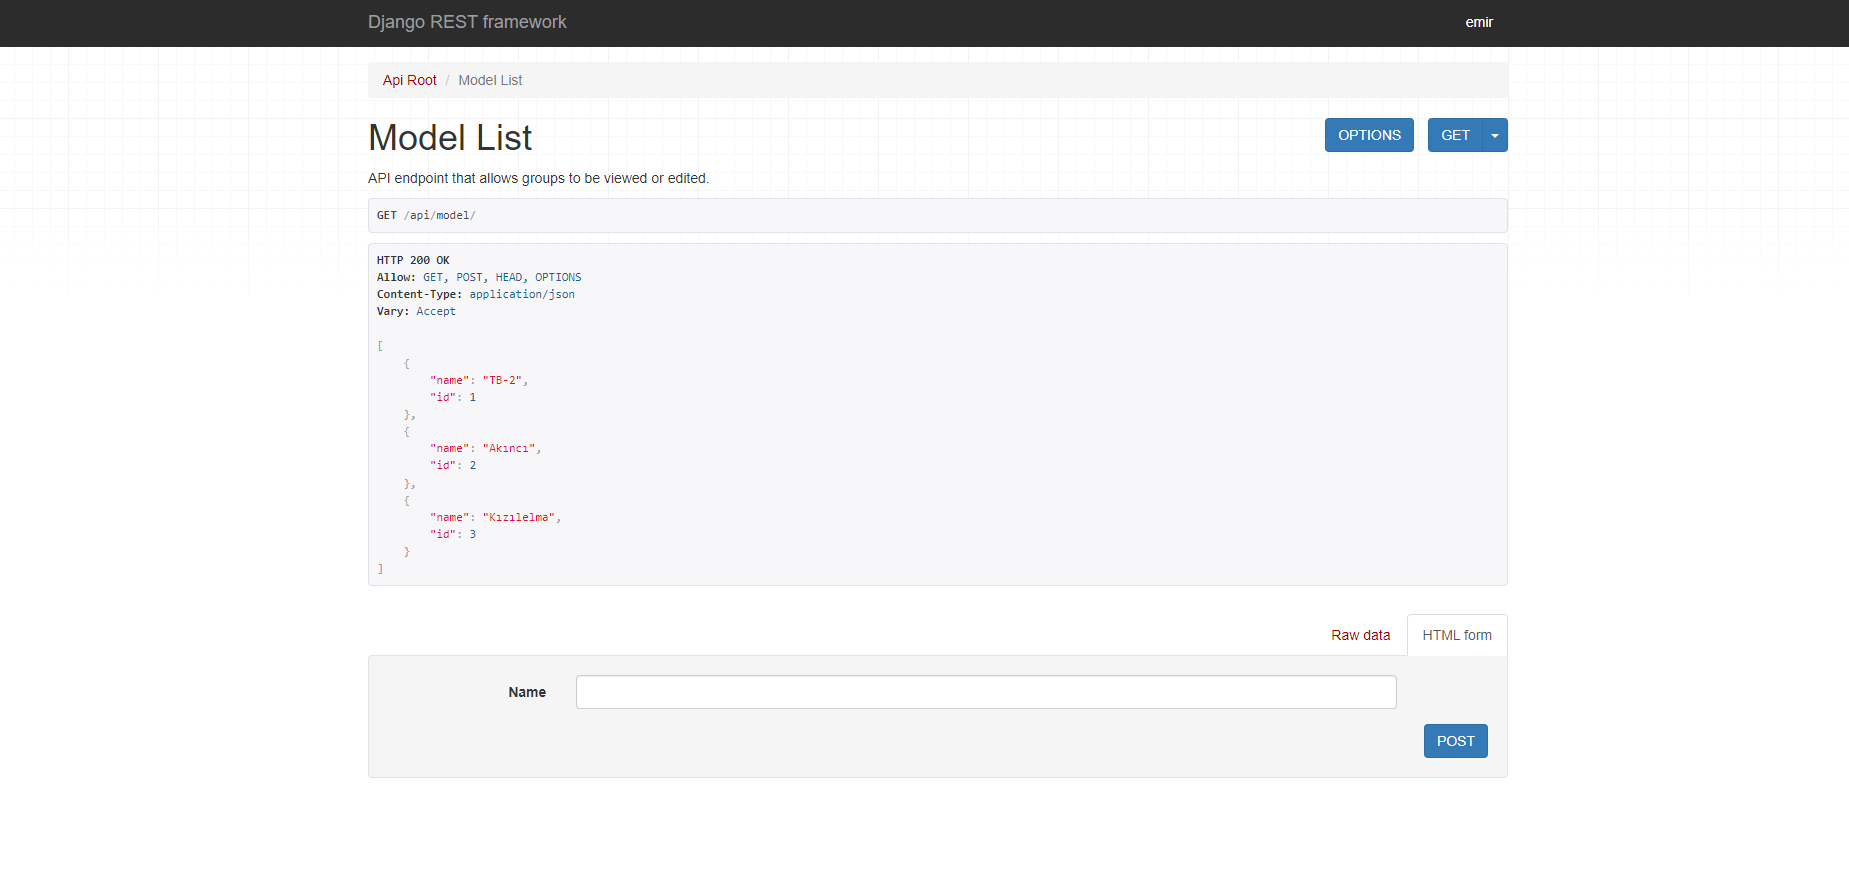 Django REST framework
emir
Api Root / Model List
Model List
OPTIONS
GET
API endpoint that allows groups to be viewed or edited.
GET /api/model/
HTTP 200 OK
Allow: GET, POST, HEAD, OPTIONS
Content-Type: application/json
Vary: Accept
[
    {
        "name": "TB-2",
        "id": 1
    },
    {
        "name": "Akıncı",
        "id": 2
    },
    {
        "name": "Kızılelma",
        "id": 3
    }
]
Raw data
HTML form
Name
POST